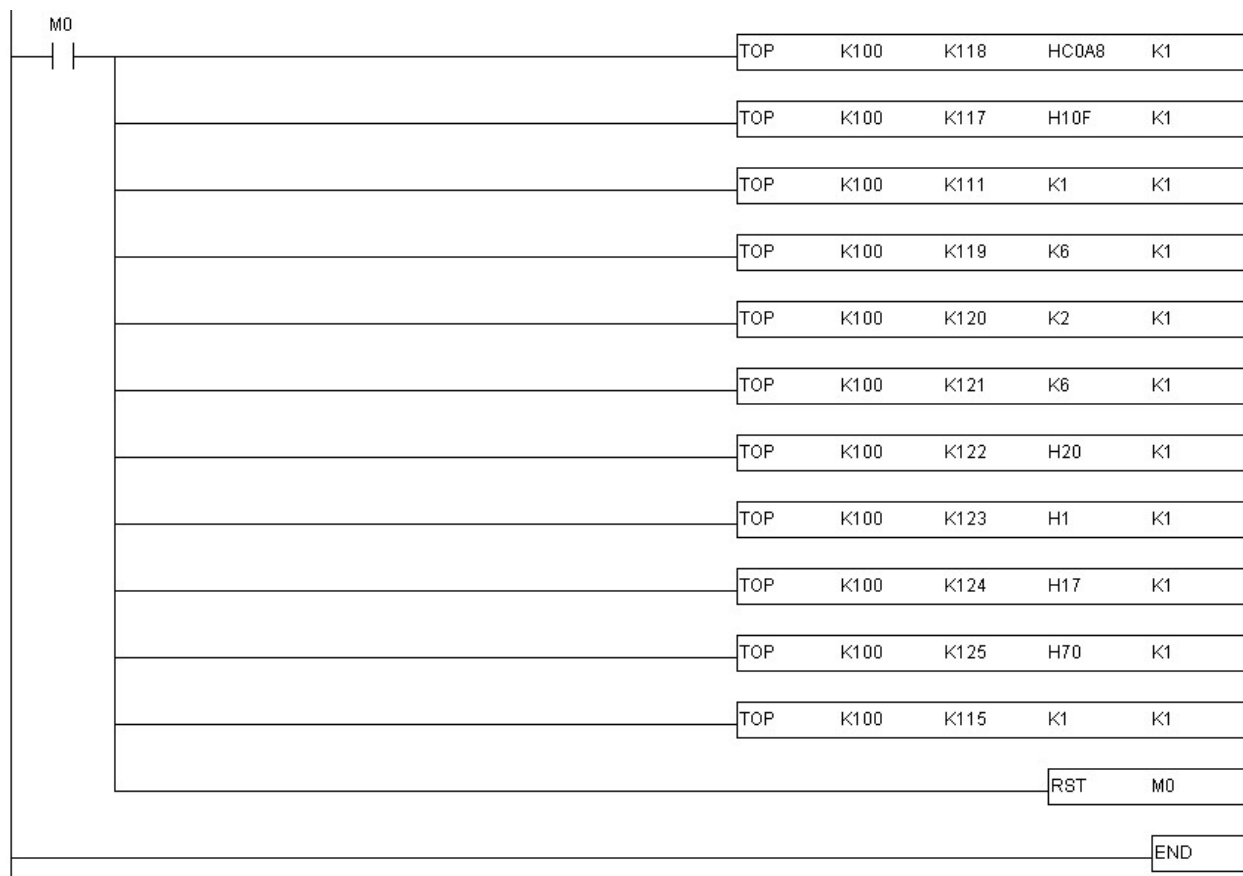 M0
TOP K100 K118 HC0A8 K1
TOP K100 K117 H10F K1
TOP K100 K111 K1 K1
TOP K100 K119 K6 K1
TOP K100 K120 K2 K1
TOP K100 K121 K6 K1
TOP K100 K122 H20 K1
TOP K100 K123 H1 K1
TOP K100 K124 H17 K1
TOP K100 K125 H70 K1
TOP K100 K115 K1 K1
RST M0
END